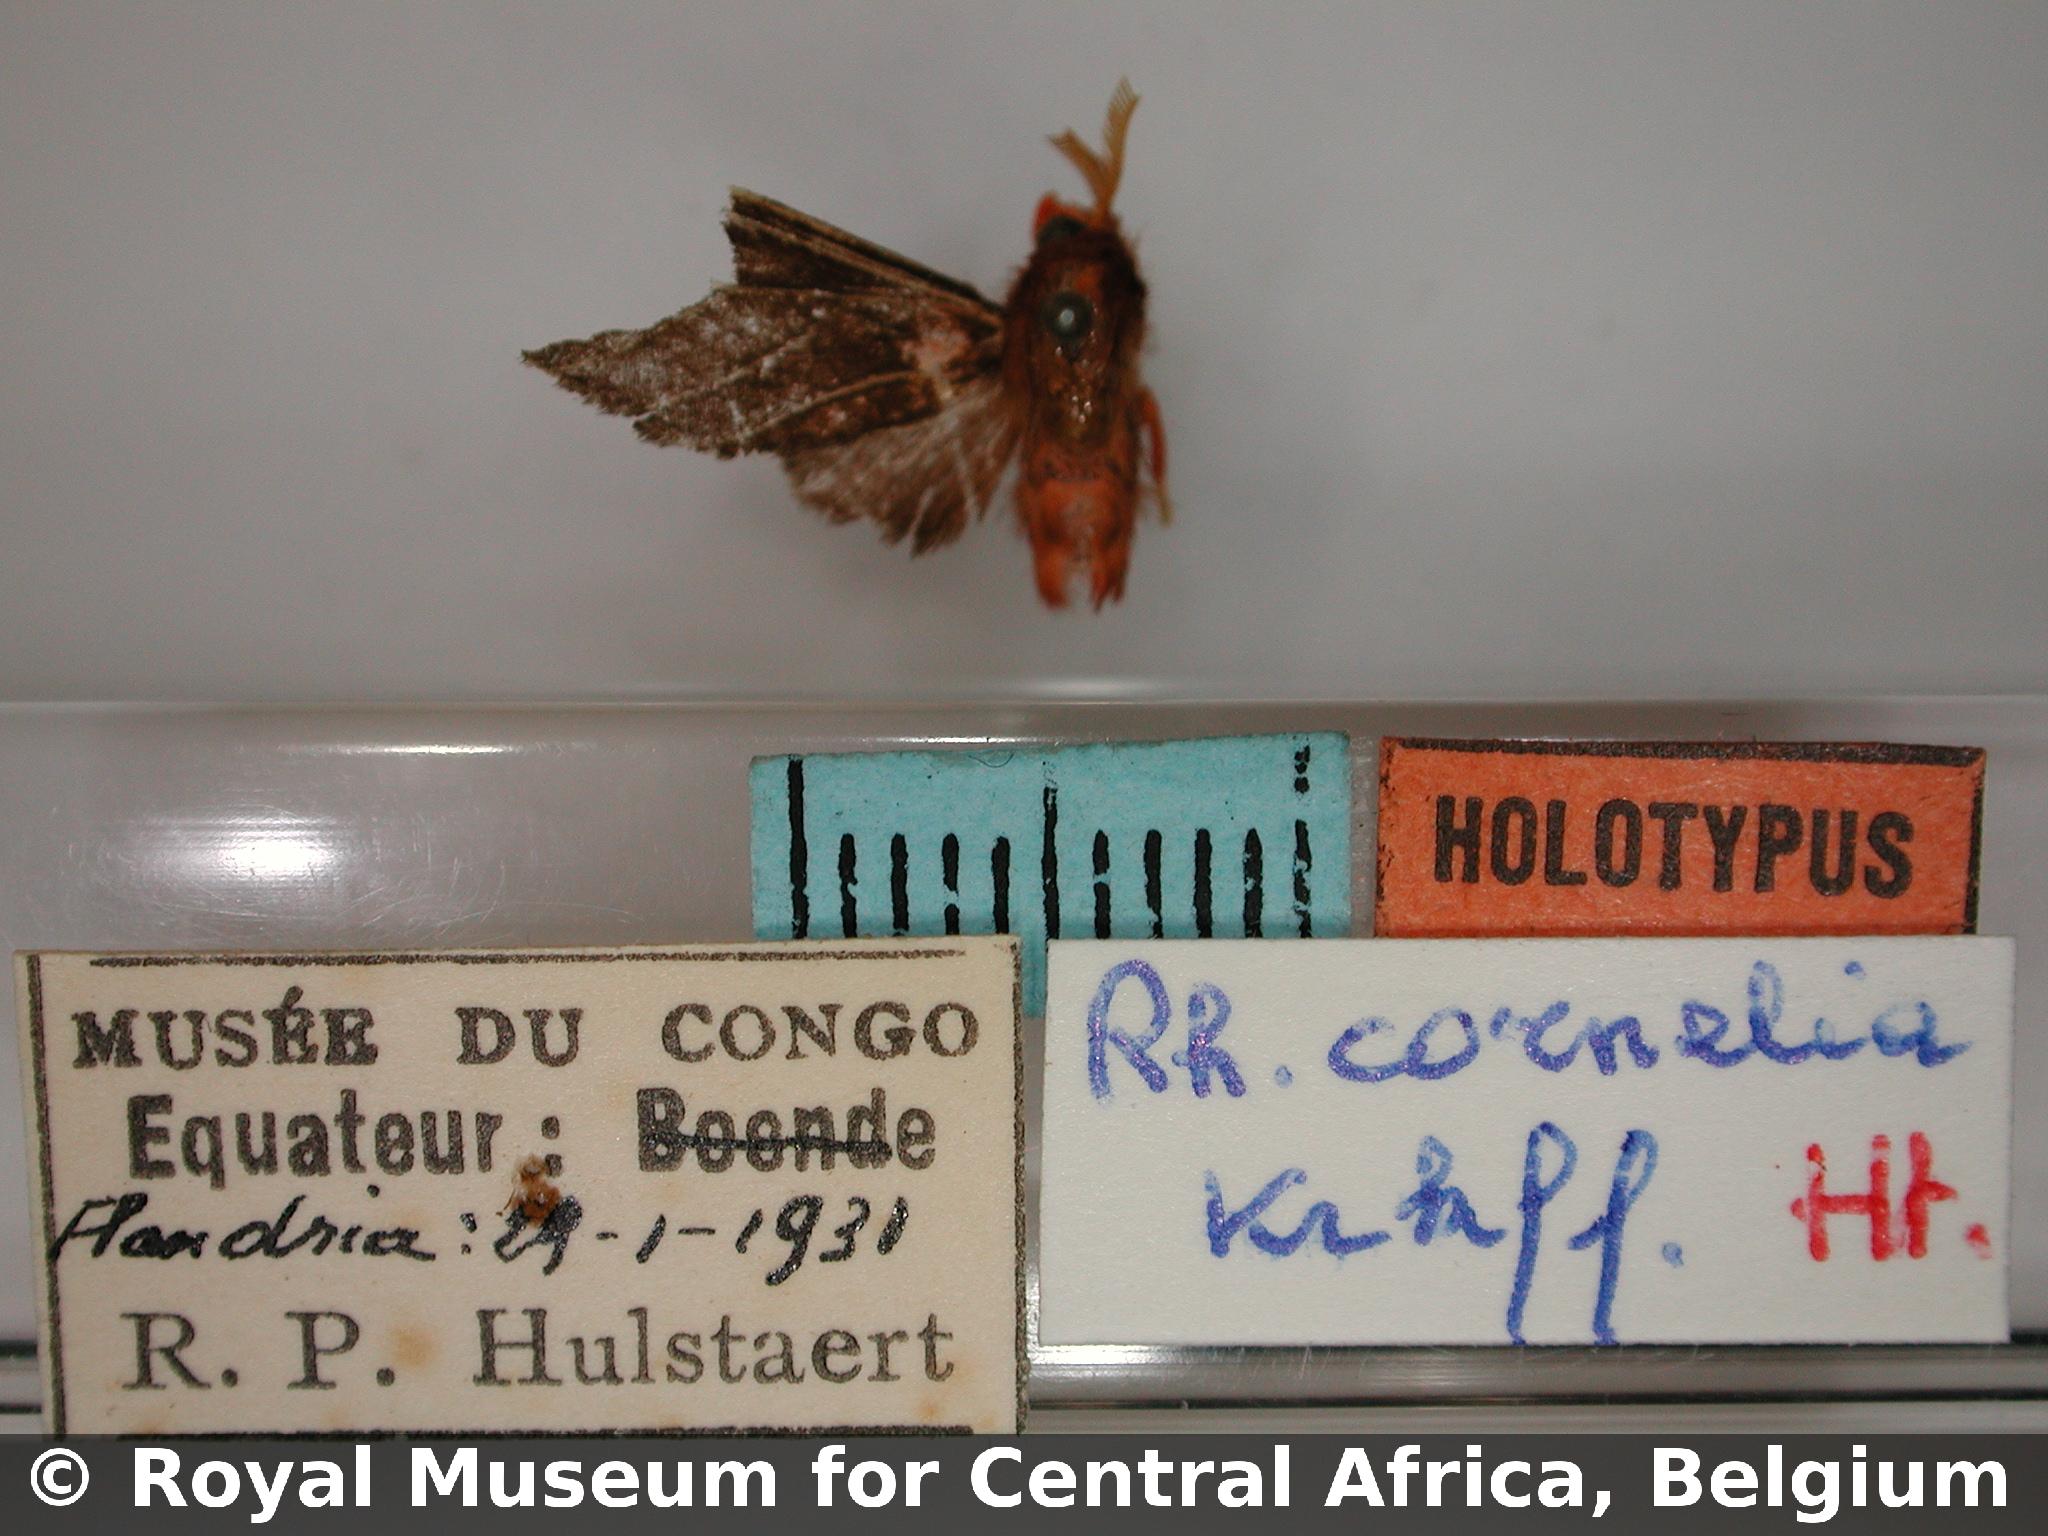 HOLOTYPUS
MUSÉE DU CONGO
Equateur : Boende
Flandria : 29-1-1931
R. P. Hulstaert
Rh. cornelia
Krhff. Ht.
© Royal Museum for Central Africa, Belgium